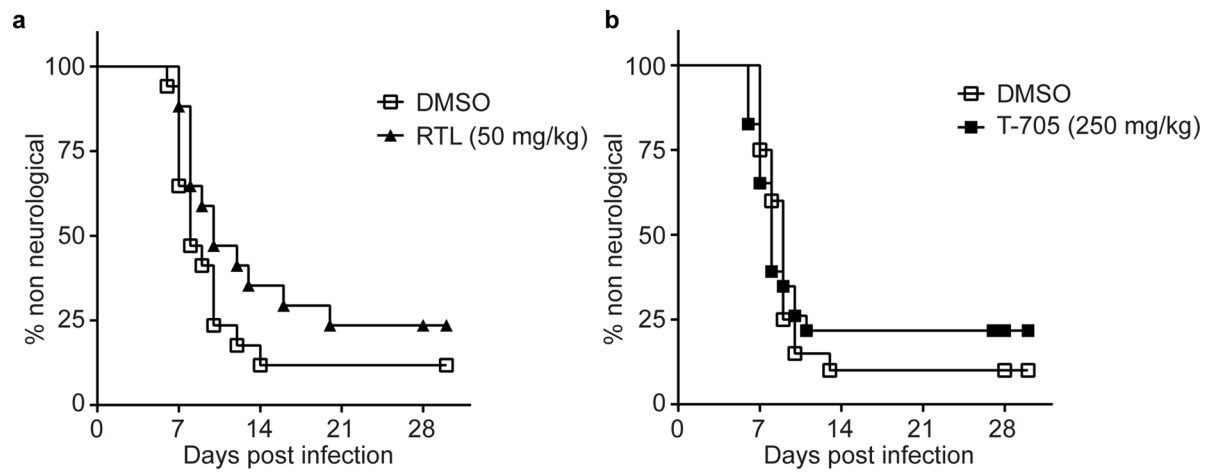 a
100
75
50
25
0
% non neurological
0 7 14 21 28
Days post infection
DMSO
RTL (50 mg/kg)
b
100
75
50
25
0
% non neurological
0 7 14 21 28
Days post infection
DMSO
T-705 (250 mg/kg)